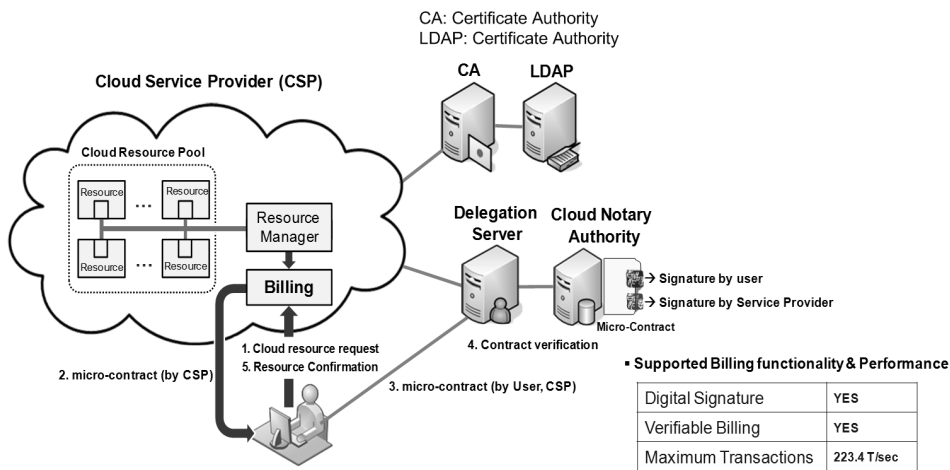 CA: Certificate Authority
LDAP: Certificate Authority
CA
LDAP
Cloud Service Provider (CSP)
Cloud Resource Pool
Resource
...
Resource
Resource
...
Resource
Resource
Manager
Billing
Delegation
Server
Cloud Notary
Authority
→ Signature by user
→ Signature by Service Provider
Micro-Contract
1. Cloud resource request
5. Resource Confirmation
2. micro-contract (by CSP)
3. micro-contract (by User, CSP)
4. Contract verification
▪ Supported Billing functionality & Performance
Digital Signature YES
Verifiable Billing YES
Maximum Transactions 223.4 T/sec